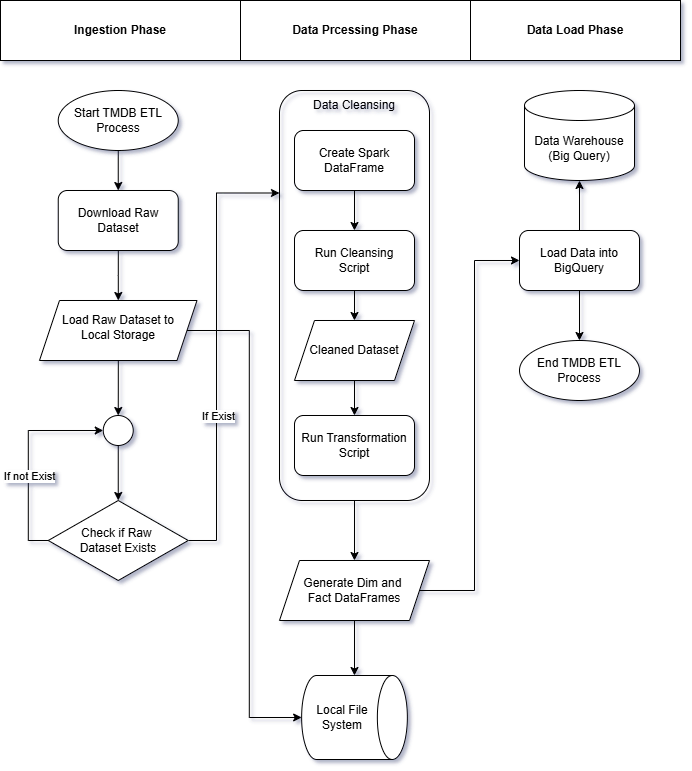 Ingestion Phase
Data Prcessing Phase
Data Load Phase
Start TMDB ETL
Process
Download Raw
Dataset
Load Raw Dataset to
Local Storage
If not Exist
Check if Raw
Dataset Exists
If Exist
Data Cleansing
Create Spark
DataFrame
Run Cleansing
Script
Cleaned Dataset
Run Transformation
Script
Generate Dim and
Fact DataFrames
Local File
System
Data Warehouse
(Big Query)
Load Data into
BigQuery
End TMDB ETL
Process